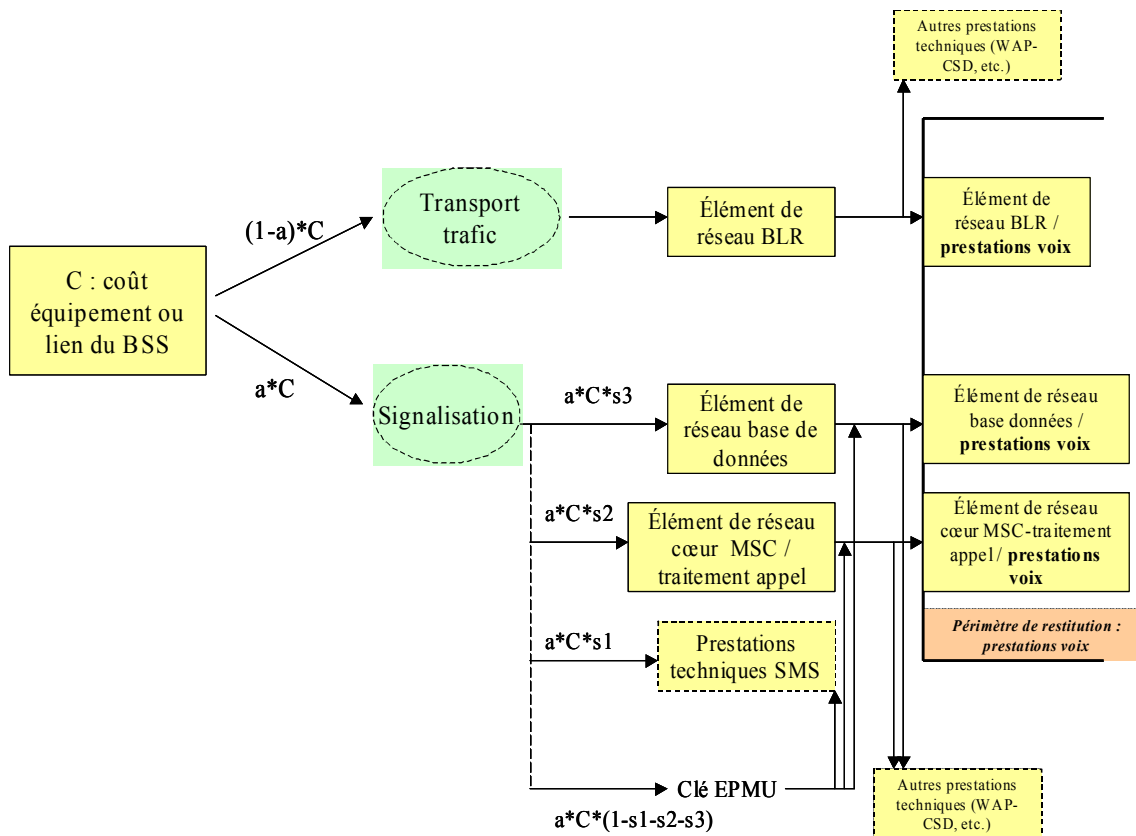 Autres prestations
techniques (WAP-
CSD, etc.)
Transport
trafic
(1-a)*C
Élément de
réseau BLR
Élément de
réseau BLR /
prestations voix
C : coût
équipement ou
lien du BSS
a*C
Signalisation
a*C*s3
Élément de
réseau base de
données
Élément de réseau
base données /
prestations voix
a*C*s2
Élément de réseau
cœur MSC /
traitement appel
Élément de réseau
cœur MSC-traitement
appel / prestations
voix
a*C*s1
Prestations
techniques SMS
Périmètre de restitution :
prestations voix
Clé EPMU
a*C*(1-s1-s2-s3)
Autres prestations
techniques (WAP-
CSD, etc.)